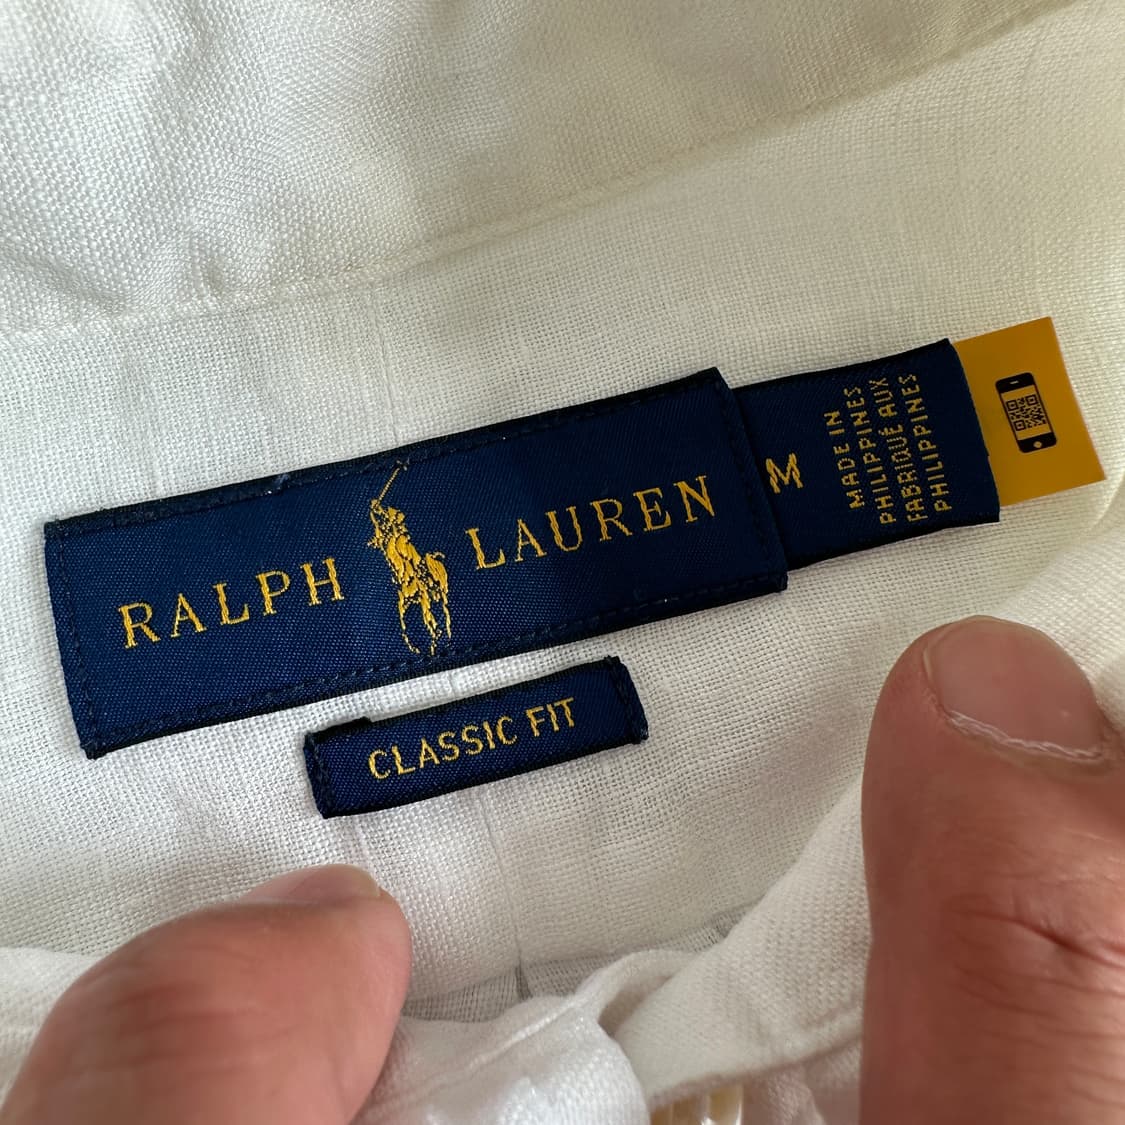 RALPH LAUREN
M
MADE IN
PHILIPPINES
FABRIQUÉ AUX
PHILIPPINES
CLASSIC FIT